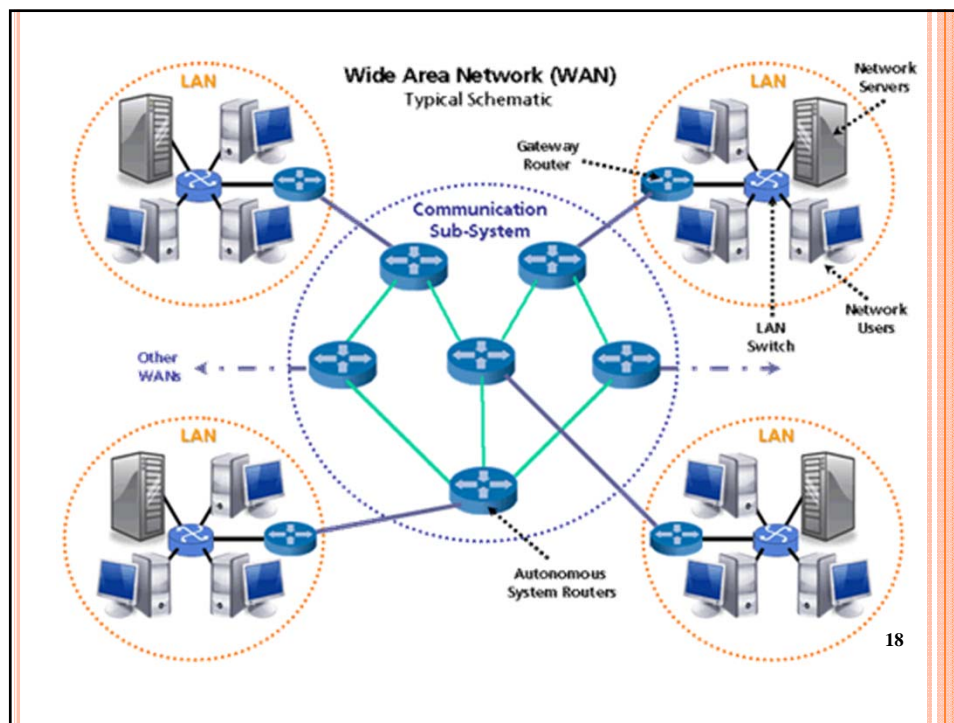 Wide Area Network (WAN)
Typical Schematic
LAN
LAN
Network
Servers
Gateway
Router
Communication
Sub-System
Network
Users
LAN
Switch
Other
WANs
LAN
LAN
Autonomous
System Routers
18